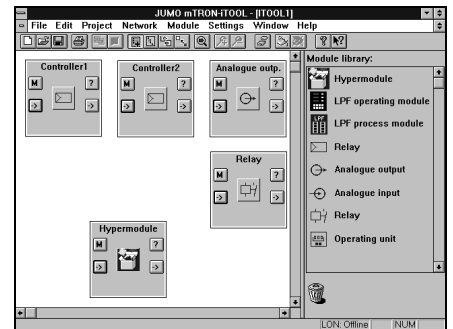 JUMO mTRON-iTOOL - [ITOOL1]
File Edit Project Network Module Settings Window Help
Controller1
M ?
Controller2
M ?
Analogue outp.
M ?
Relay
M ?
Hypermodule
M ?
Module library:
Hypermodule
LPF operating module
LPF
LPF process module
Relay
Analogue output
Analogue input
Relay
Operating unit
LON: Offline NUM